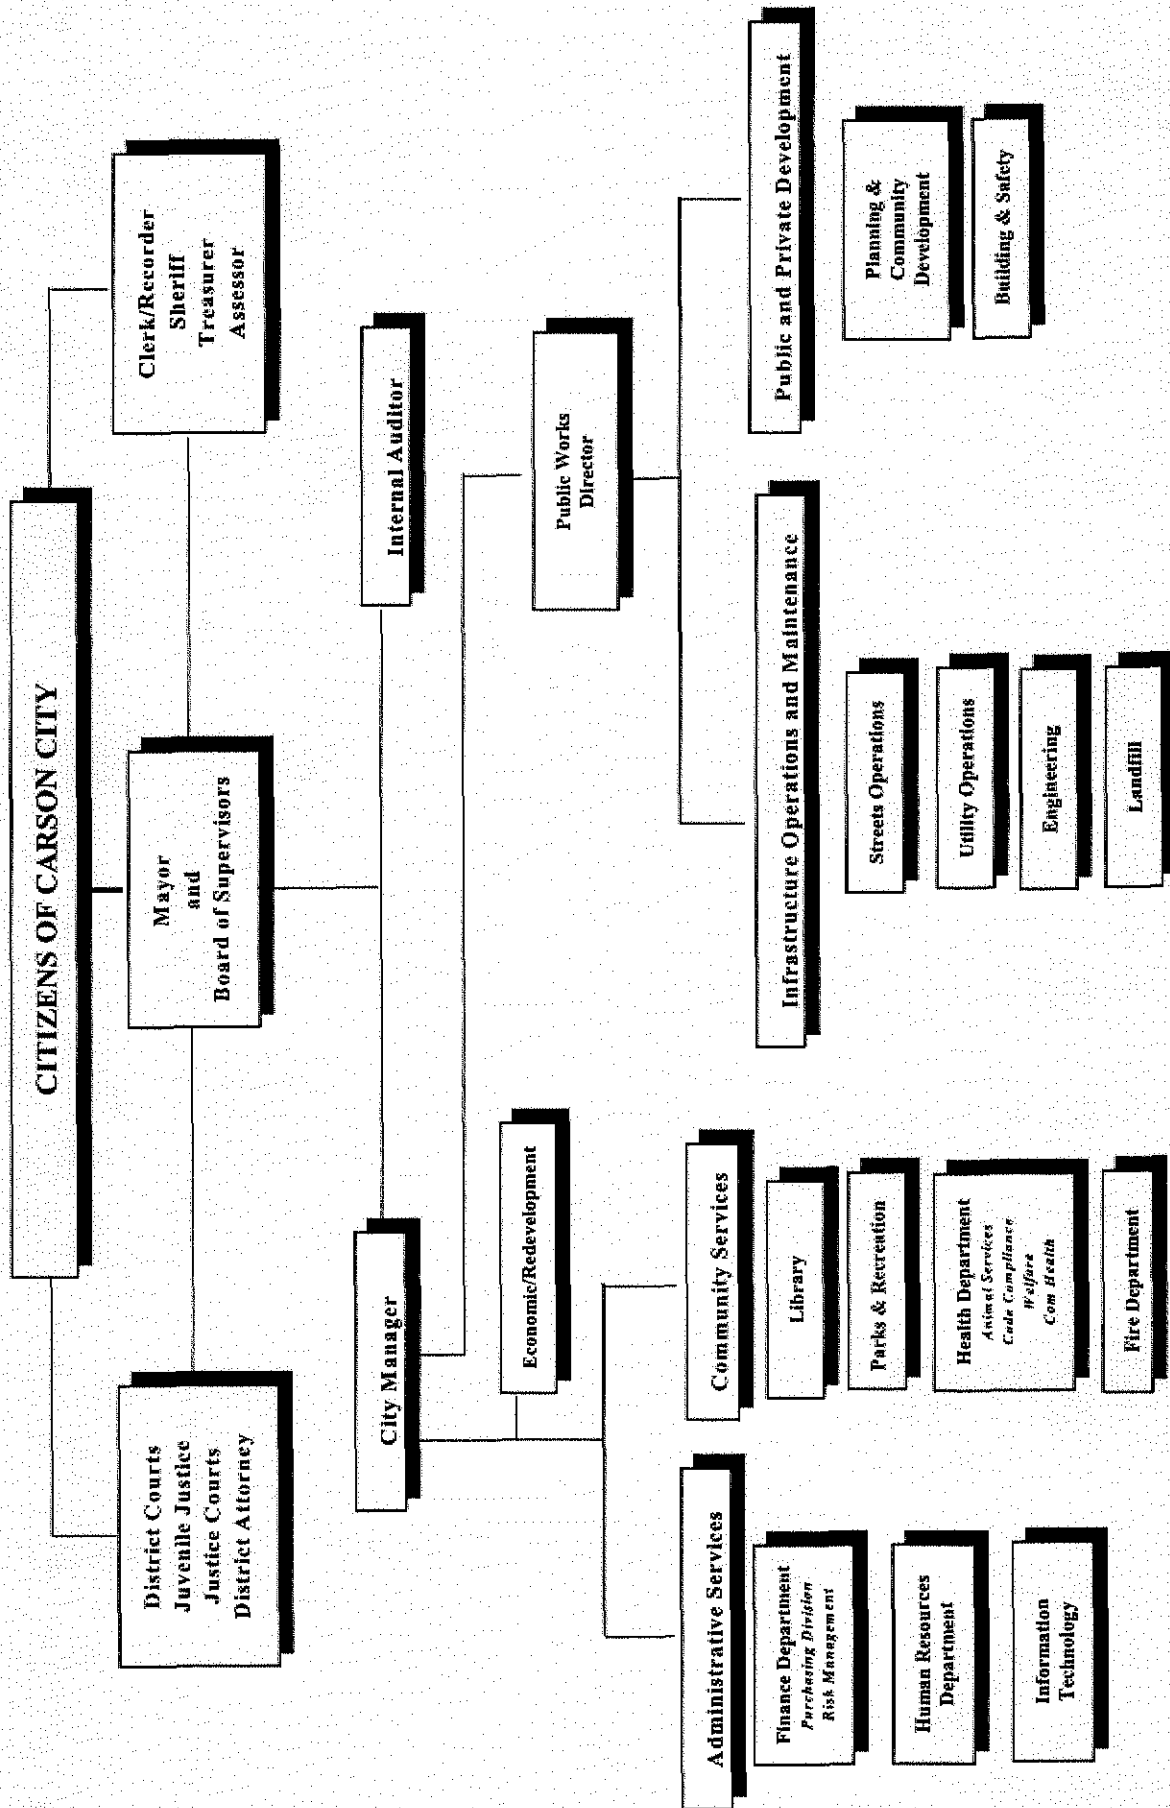 CITIZENS OF CARSON CITY
District Courts
Juvenile Justice
Justice Courts
District Attorney
Mayor
and
Board of Supervisors
Clerk/Recorder
Sheriff
Treasurer
Assessor
City Manager
Internal Auditor
Economic/Redevelopment
Public Works
Director
Administrative Services
Finance Department
Purchasing Division
Risk Management
Human Resources
Department
Information
Technology
Community Services
Library
Parks & Recreation
Health Department
Animal Services
Code Compliance
Welfare
Com Health
Fire Department
Infrastructure Operations and Maintenance
Streets Operations
Utility Operations
Engineering
Landfill
Public and Private Development
Planning &
Community
Development
Building & Safety